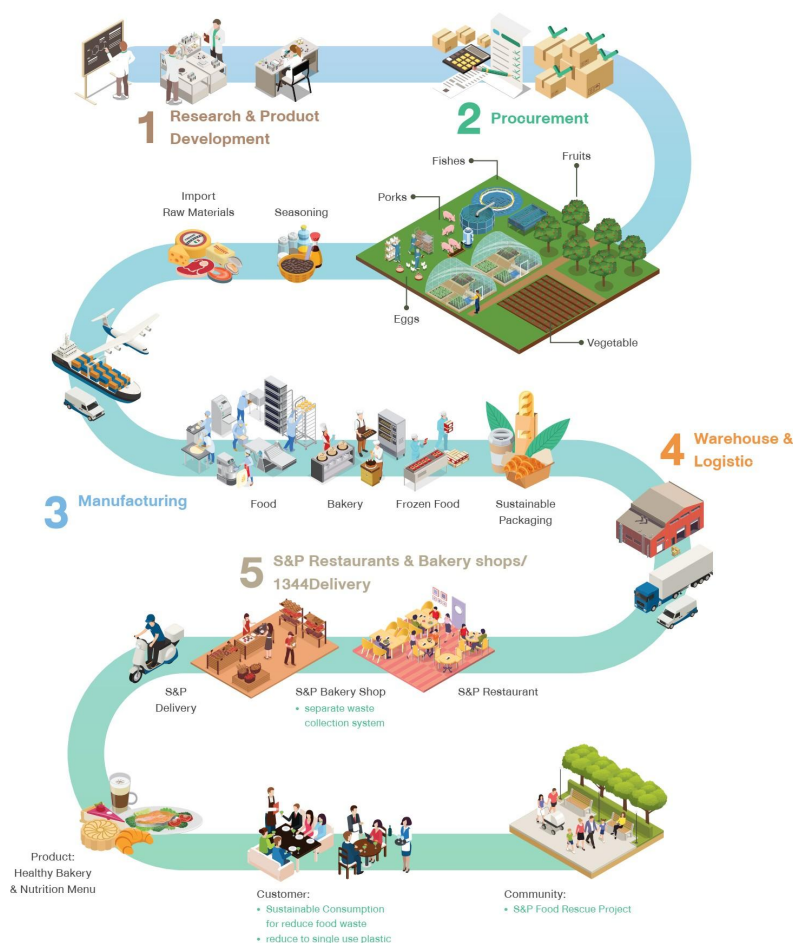 1 Research & Product
Development
2 Procurement
Fishes
Fruits
Porks
Import
Raw Materials
Seasoning
Eggs
Vegetable
3 Manufactoring
Food
Bakery
Frozen Food
Sustainable
Packaging
4 Warehouse &
Logistic
5 S&P Restaurants & Bakery shops/
1344Delivery
S&P
Delivery
S&P Bakery Shop
• separate waste
collection system
S&P Restaurant
Product:
Healthy Bakery
& Nutrition Menu
Customer:
• Sustainable Consumption
for reduce food waste
• reduce to single use plastic
Community:
• S&P Food Rescue Project